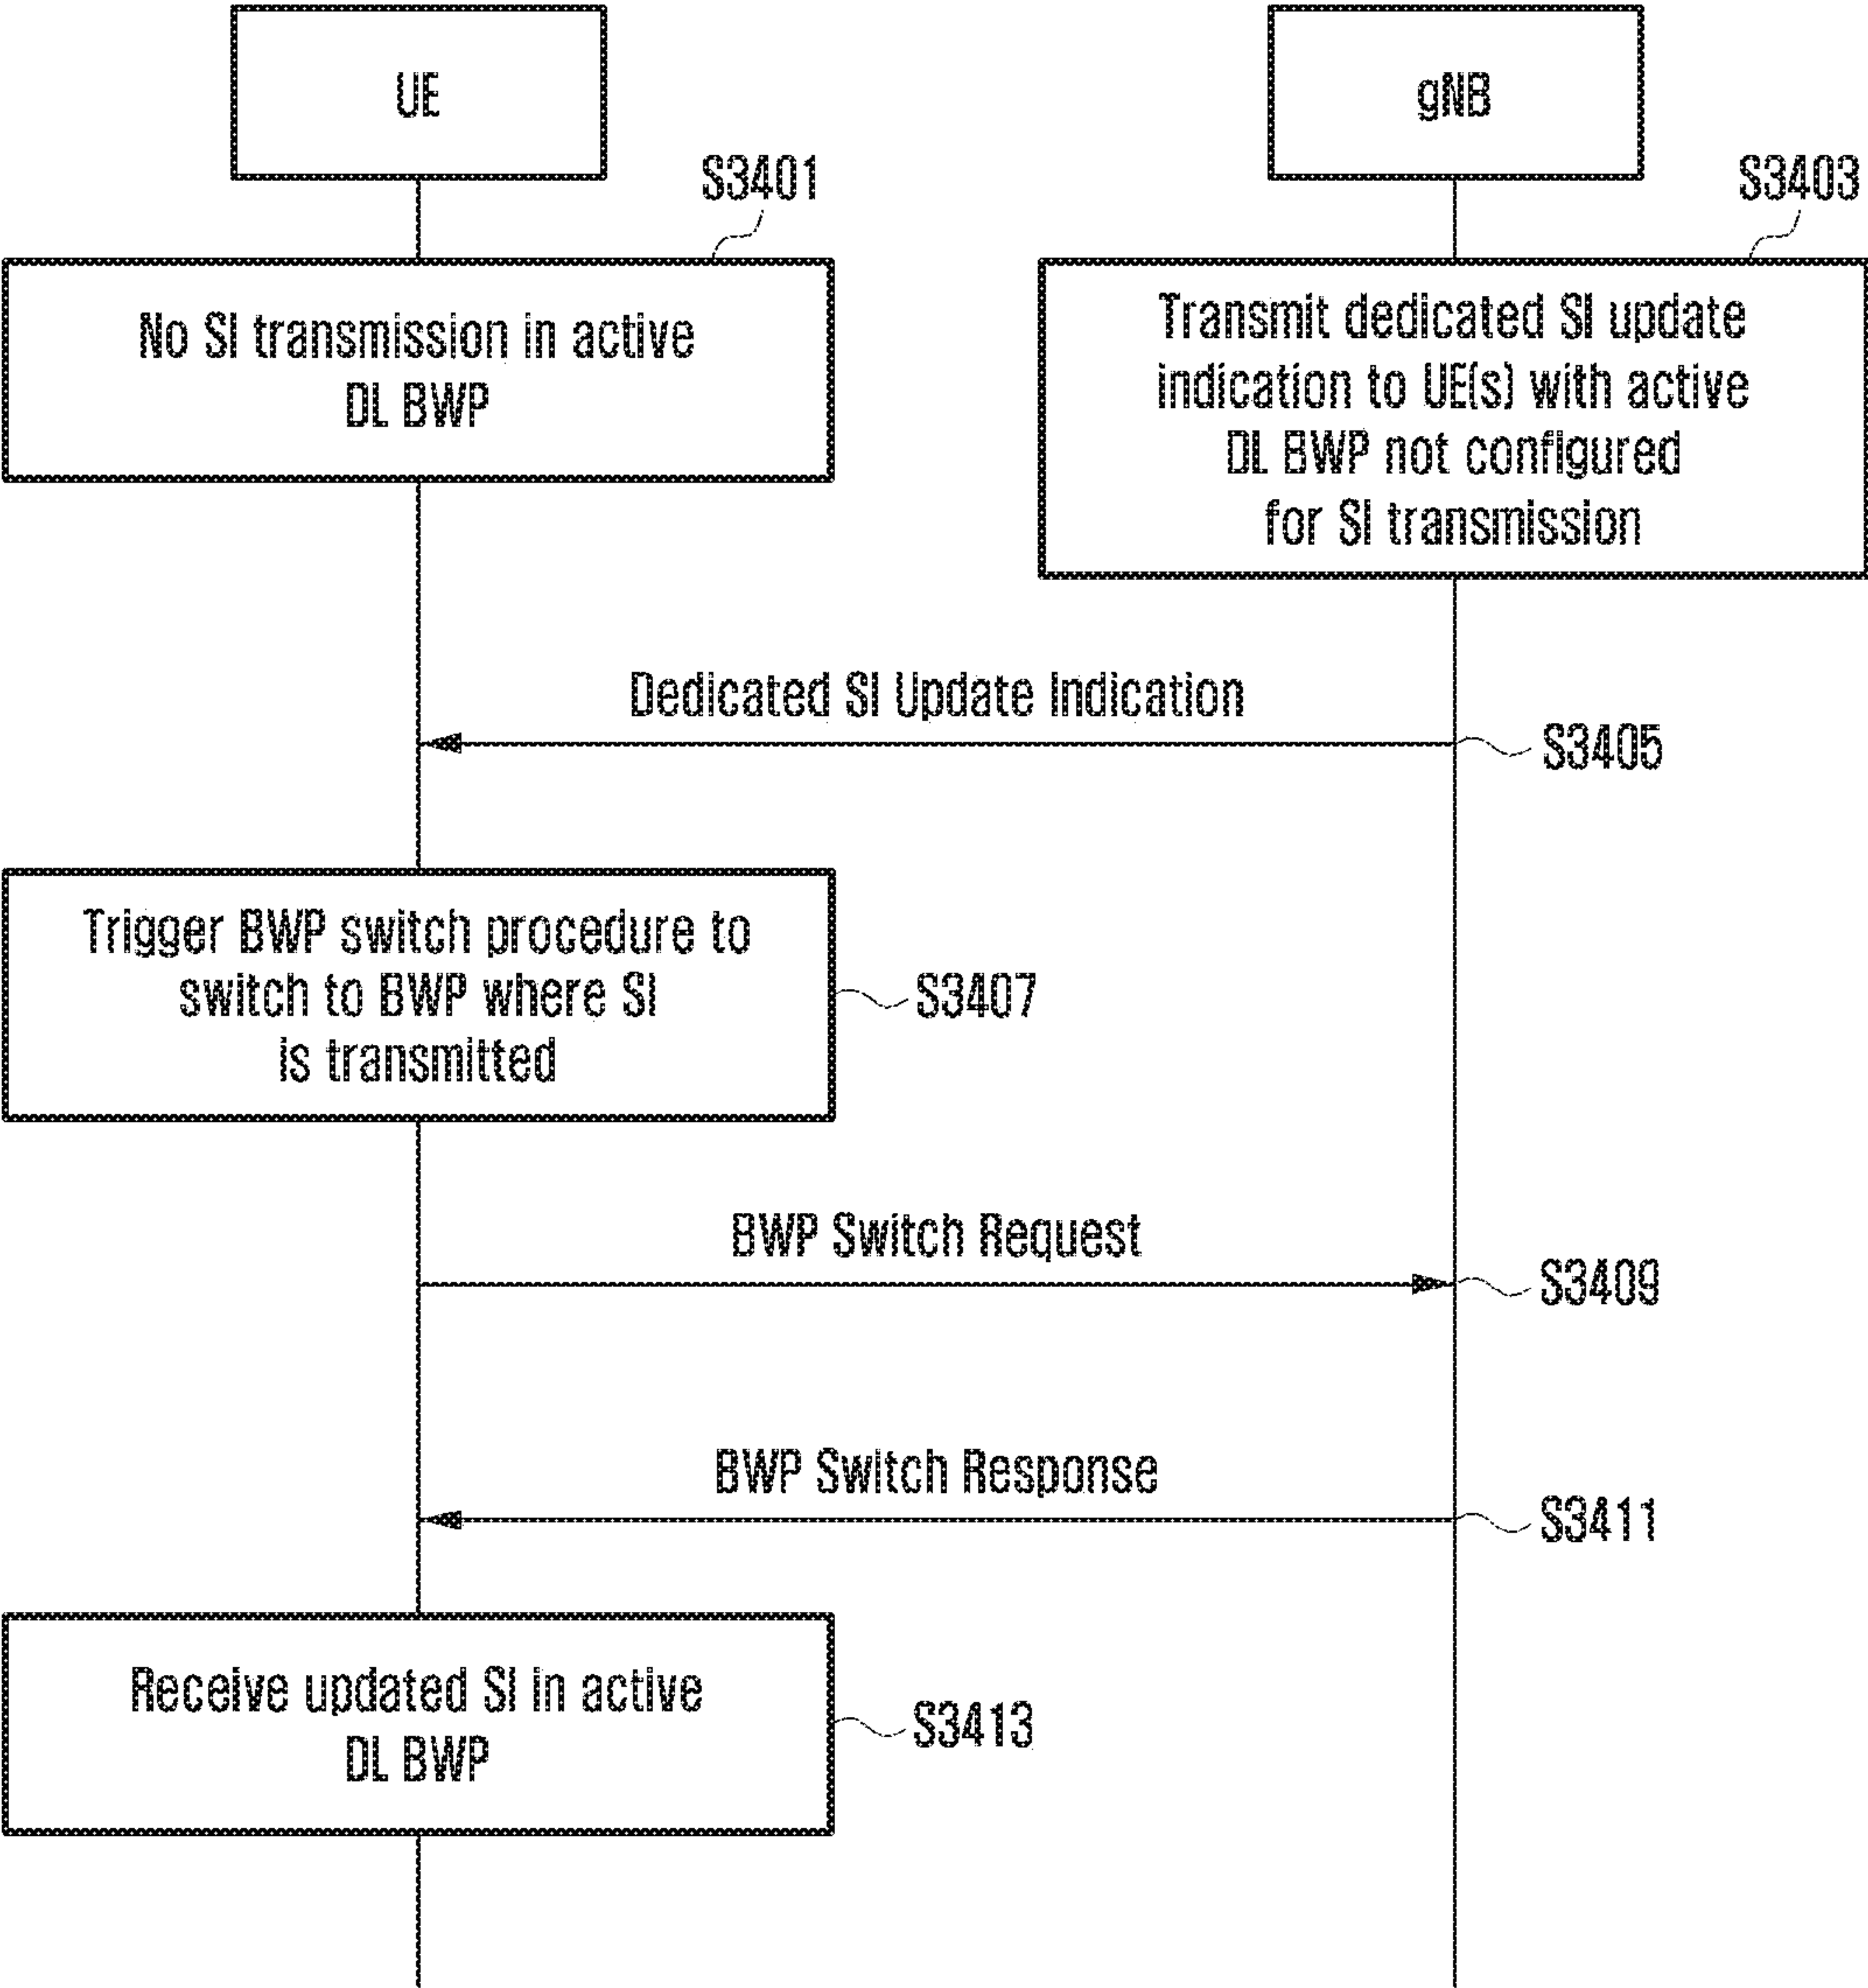 UE
gNB
S3401
S3403
No SI transmission in active
DL BWP
Transmit dedicated SI update
indication to UE(s) with active
DL BWP not configured
for SI transmission
Dedicated SI Update Indication
S3405
Trigger BWP switch procedure to
switch to BWP where SI
is transmitted
S3407
BWP Switch Request
S3409
BWP Switch Response
S3411
Receive updated SI in active
DL BWP
S3413